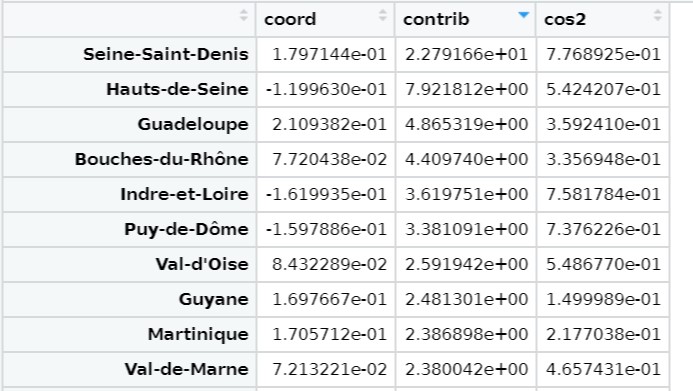 coord contrib cos2
Seine-Saint-Denis 1.797144e-01 2.279166e+01 7.768925e-01
Hauts-de-Seine -1.199630e-01 7.921812e+00 5.424207e-01
Guadeloupe 2.109382e-01 4.865319e+00 3.592410e-01
Bouches-du-Rhône 7.720438e-02 4.409740e+00 3.356948e-01
Indre-et-Loire -1.619935e-01 3.619751e+00 7.581784e-01
Puy-de-Dôme -1.597886e-01 3.381091e+00 7.376226e-01
Val-d'Oise 8.432289e-02 2.591942e+00 5.486770e-01
Guyane 1.697667e-01 2.481301e+00 1.499989e-01
Martinique 1.705712e-01 2.386898e+00 2.177038e-01
Val-de-Marne 7.213221e-02 2.380042e+00 4.657431e-01